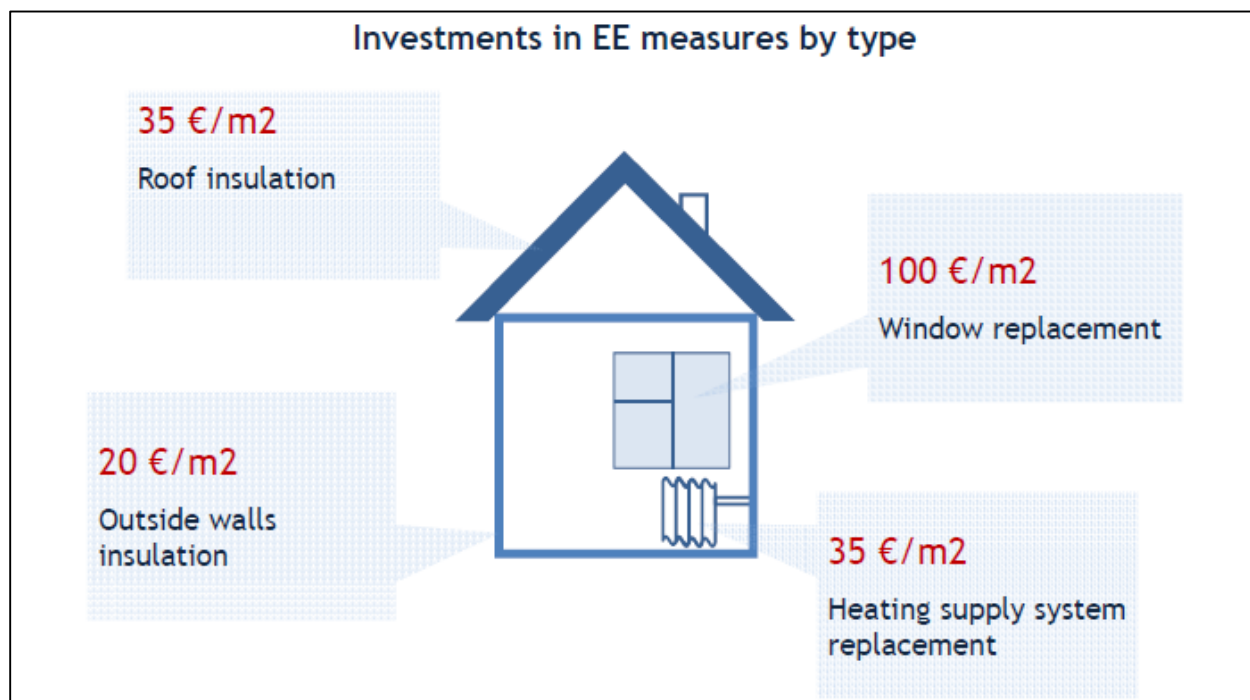 Investments in EE measures by type
35 €/m2
Roof insulation
100 €/m2
Window replacement
20 €/m2
Outside walls
insulation
35 €/m2
Heating supply system
replacement